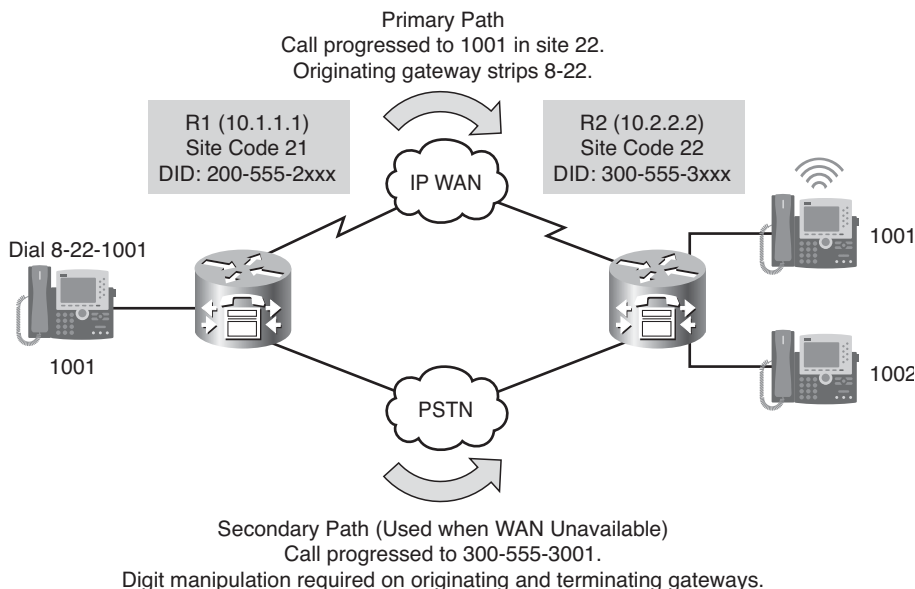 Primary Path
Call progressed to 1001 in site 22.
Originating gateway strips 8-22.
R1 (10.1.1.1)
Site Code 21
DID: 200-555-2xxx
R2 (10.2.2.2)
Site Code 22
DID: 300-555-3xxx
IP WAN
Dial 8-22-1001
1001
1001
1002
PSTN
Secondary Path (Used when WAN Unavailable)
Call progressed to 300-555-3001.
Digit manipulation required on originating and terminating gateways.